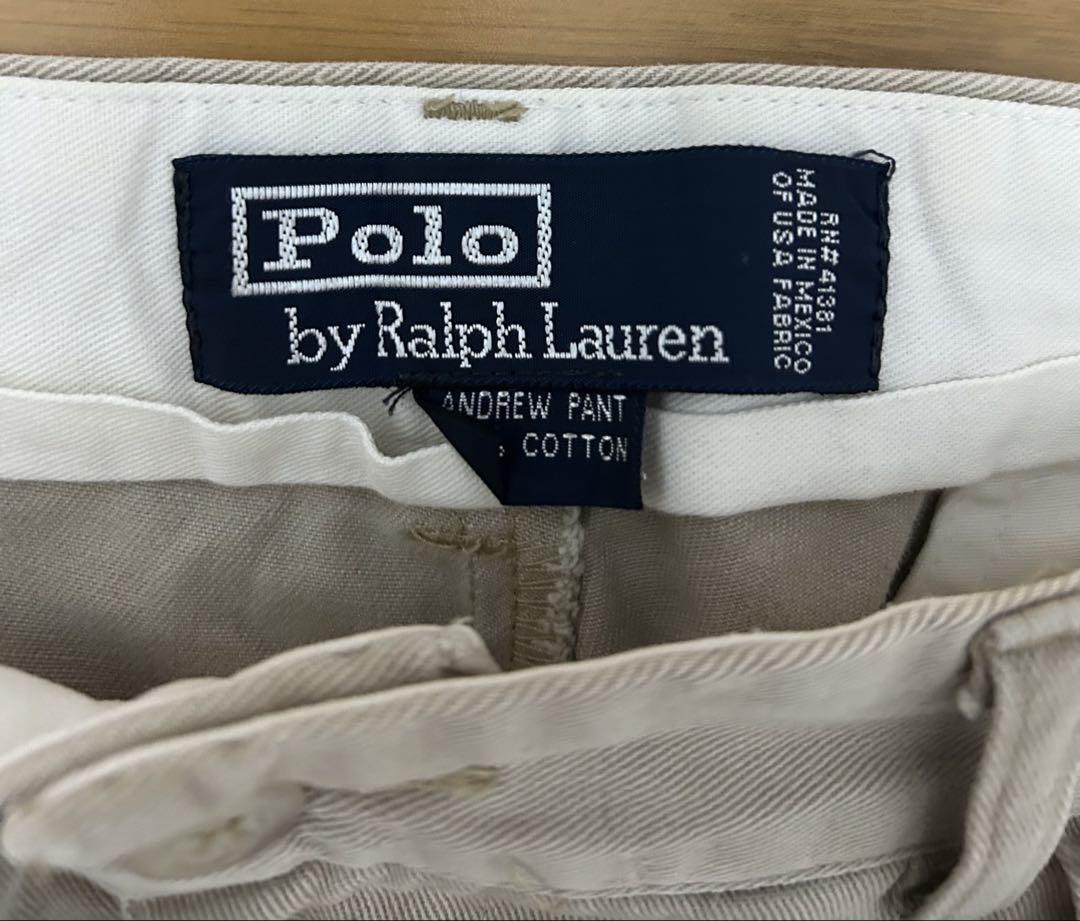 Polo
by Ralph Lauren
RN#41381
MADE IN MEXICO
OF USA FABRIC
ANDREW PANT
COTTON